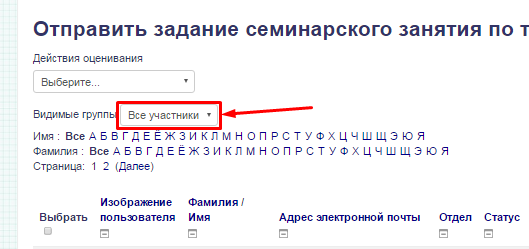 Отправить задание семинарского занятия по т
Действия оценивания
Выберите...
Видимые группы Все участники
Имя : Все А Б В Г Д Е Ё Ж З И К Л М Н О П Р С Т У Ф Х Ц Ч Ш Щ Э Ю Я
Фамилия : Все А Б В Г Д Е Ё Ж З И К Л М Н О П Р С Т У Ф Х Ц Ч Ш Щ Э Ю Я
Страница: 1 2 (Далее)
Изображение Фамилия /
Выбрать пользователя Имя Адрес электронной почты Отдел Статус